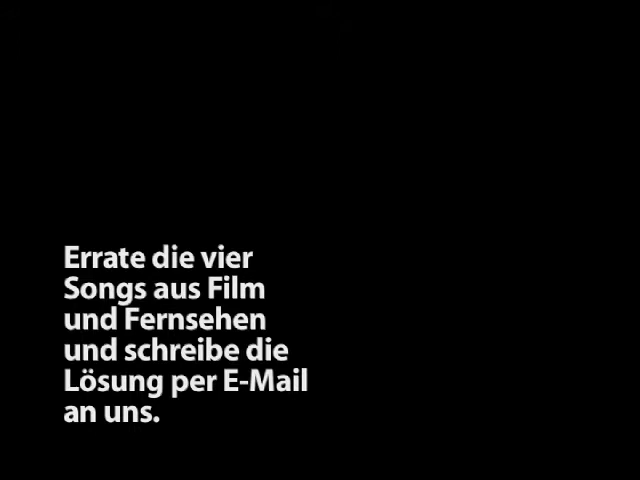 Errate die vier
Songs aus Film
und Fernsehen
und schreibe die
Lösung per E-Mail
an uns.